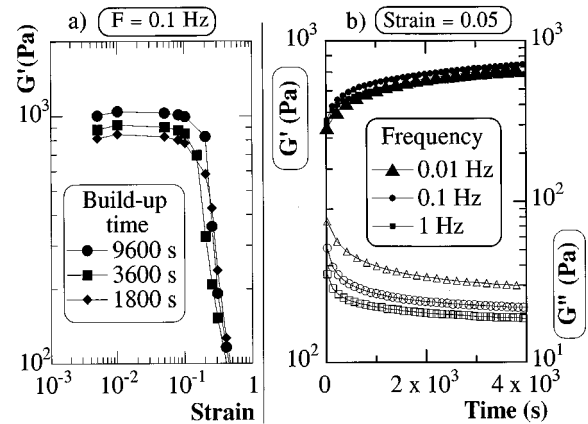 a) F = 0.1 Hz
G'(Pa)
10^3
10^2
Build-up
time
9600 s
3600 s
1800 s
10^-3 10^-2 10^-1 1
Strain
b) Strain = 0.05
10^3
G' (Pa)
10^2
Frequency
0.01 Hz
0.1 Hz
1 Hz
10^3
10^2
G" (Pa)
10^1
0 2 x 10^3 4 x 10^3
Time (s)